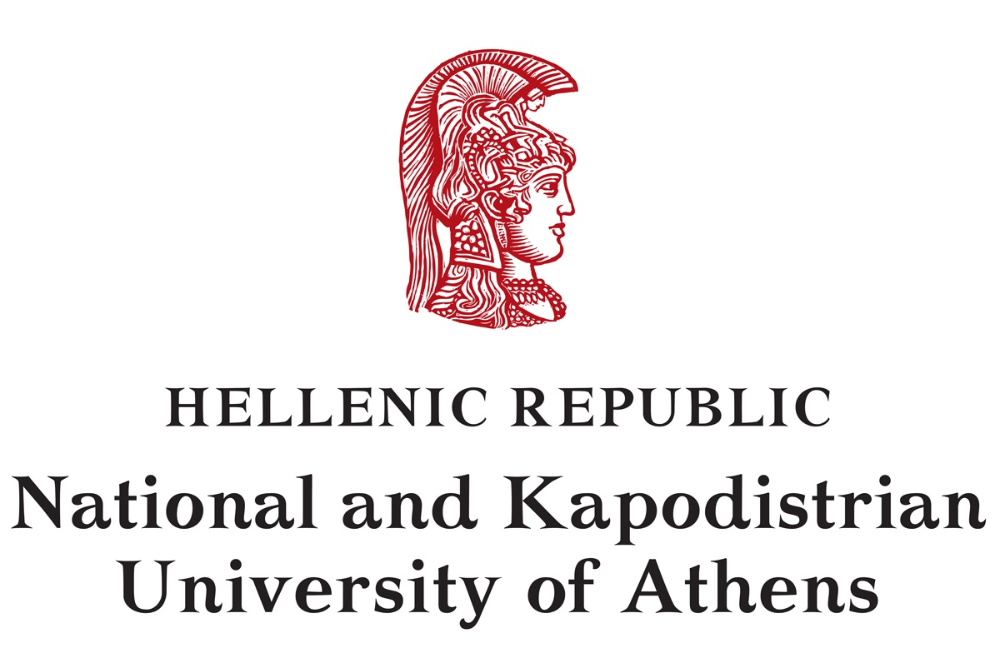 HELLENIC REPUBLIC
National and Kapodistrian
University of Athens